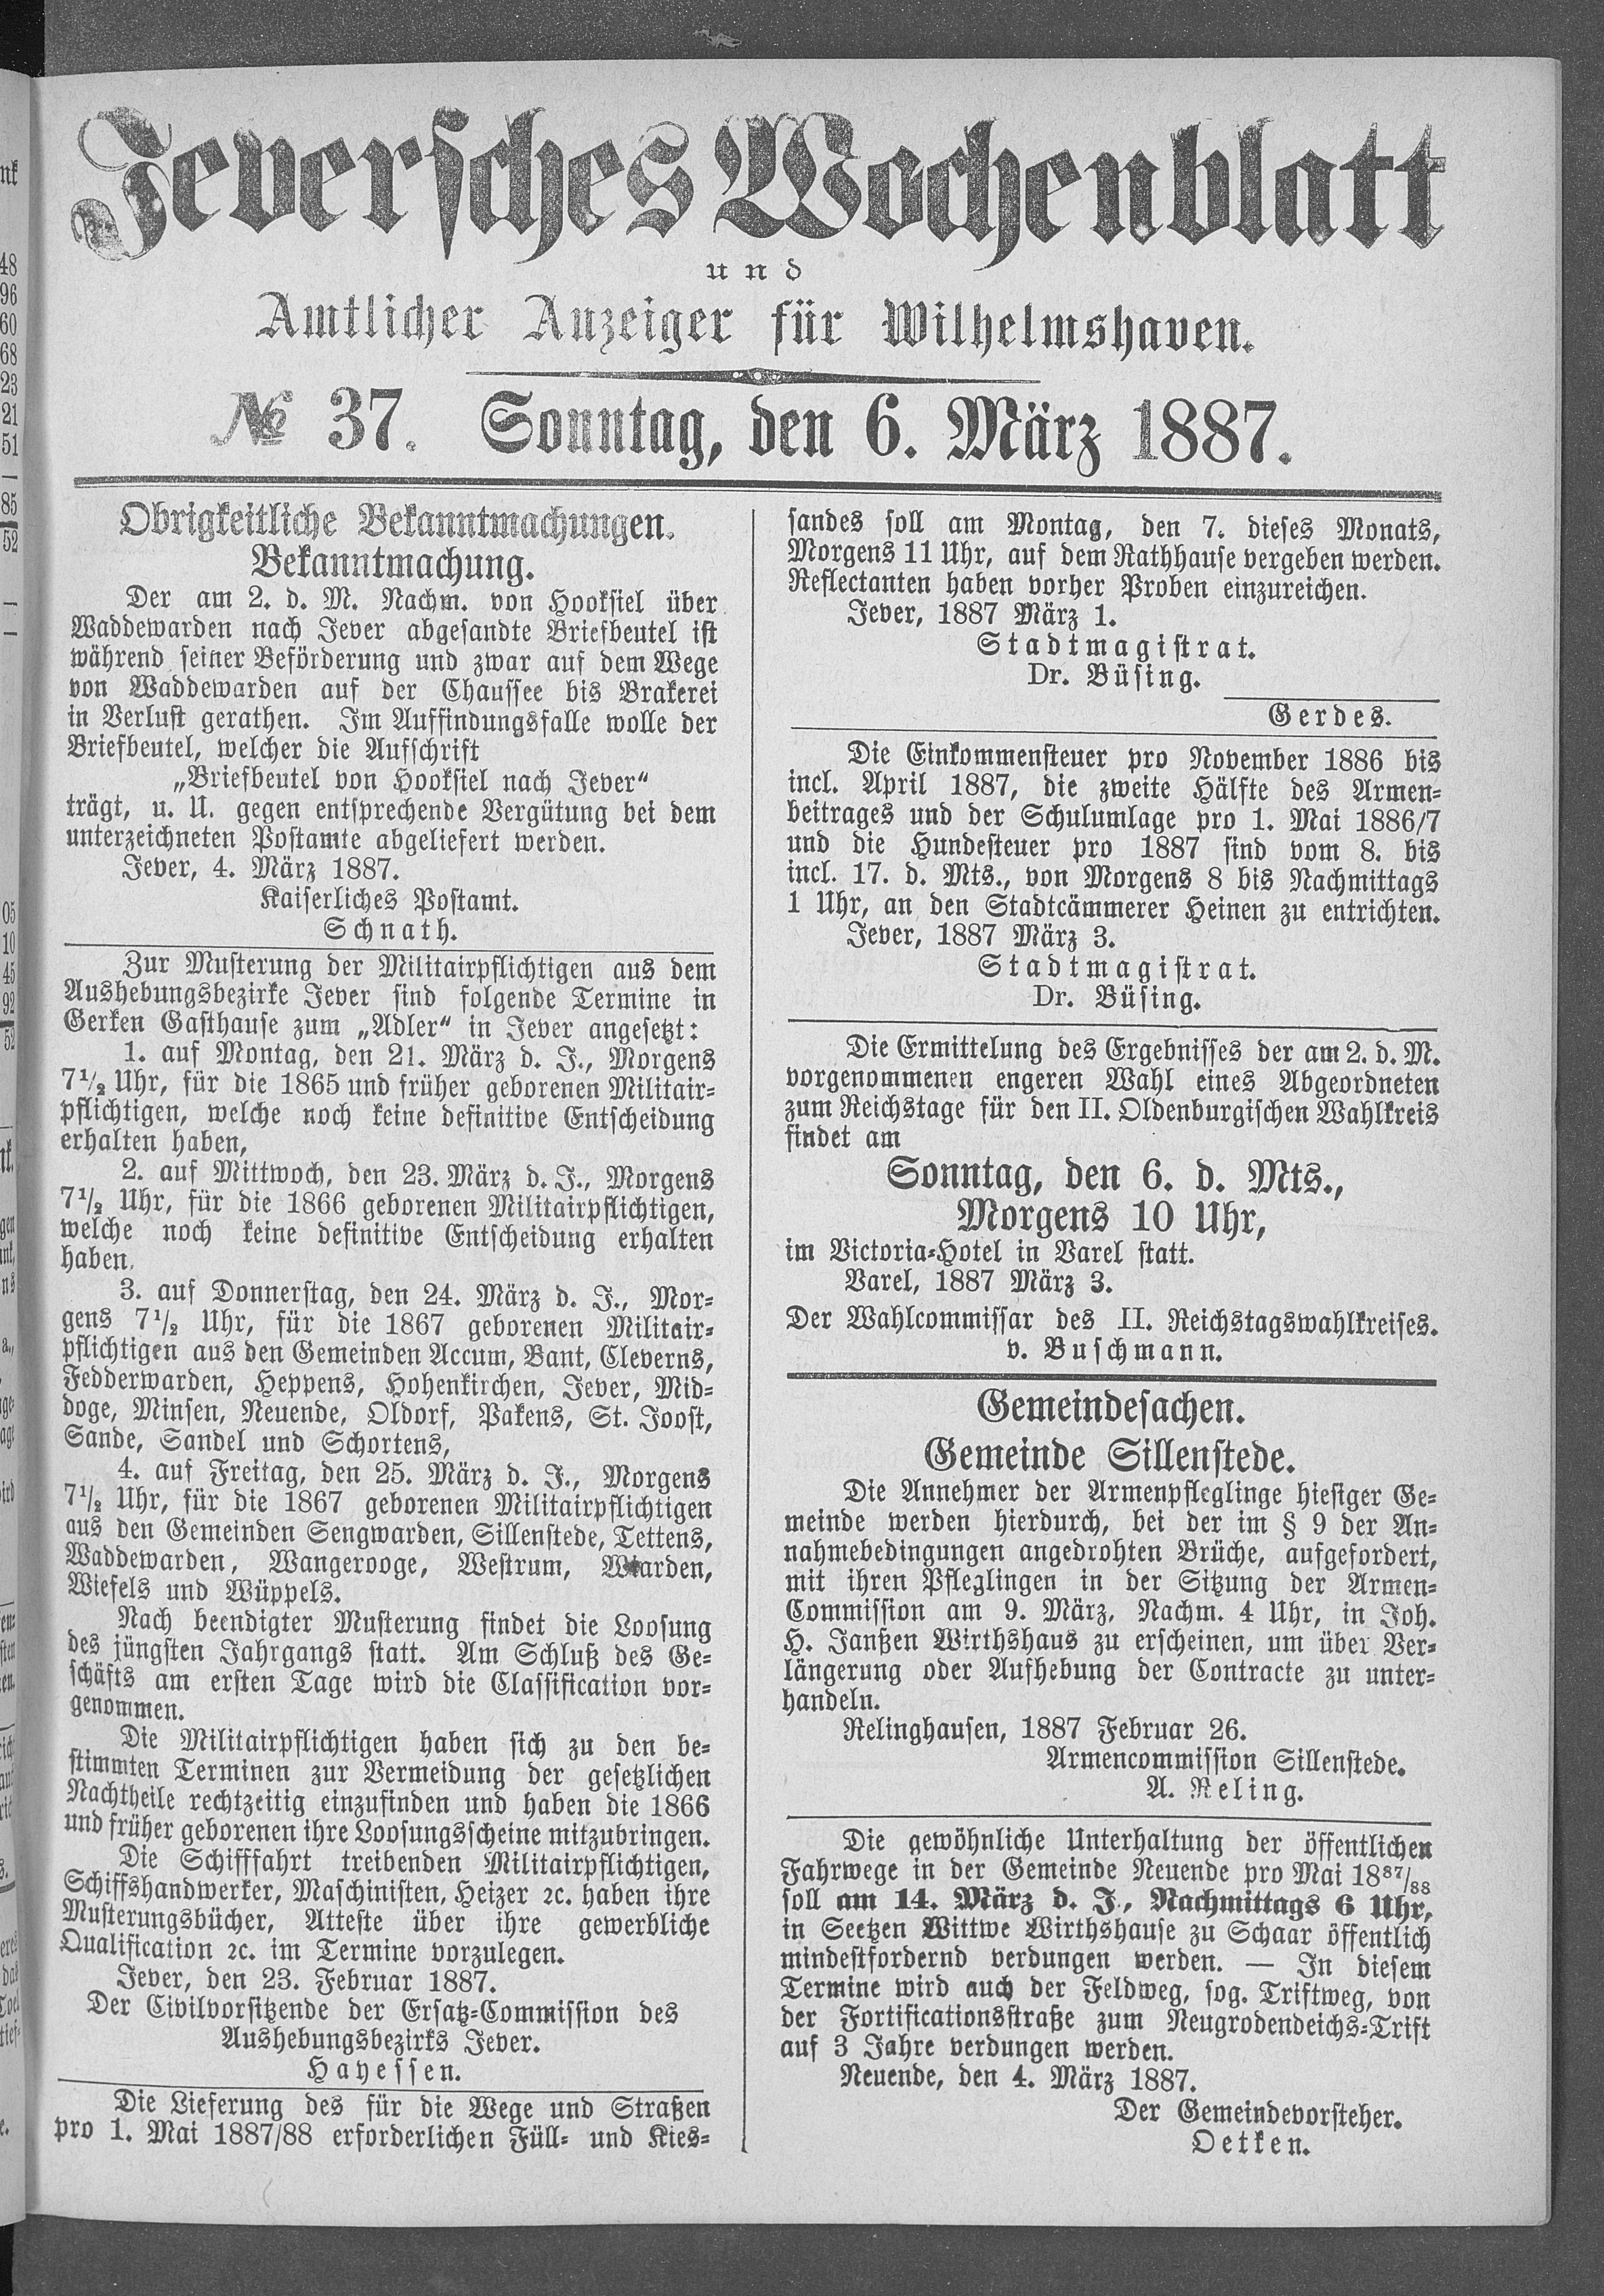 Jeversches Wochenblatt
und
Amtlicher Anzeiger für Wilhelmshaven.
№ 37. Sonntag, den 6. März 1887.
Obrigkeitliche Bekanntmachungen.
Bekanntmachung.
Der am 2. d. M. Nachm. von Hooksiel über
Waddewarden nach Jever abgesandte Briefbeutel ist
während seiner Beförderung und zwar auf dem Wege
von Waddewarden auf der Chaussee bis Brakerei
in Verlust gerathen. Im Auffindungsfalle wolle der
Briefbeutel, welcher die Aufschrift
„Briefbeutel von Hooksiel nach Jever“
trägt, u. U. gegen entsprechende Vergütung bei dem
unterzeichneten Postamte abgeliefert werden.
Jever, 4. März 1887.
Kaiserliches Postamt.
Schnath.
Zur Musterung der Militairpflichtigen aus dem
Aushebungsbezirke Jever sind folgende Termine in
Gerken Gasthause zum „Adler“ in Jever angesetzt:
1. auf Montag, den 21. März d. J., Morgens
7½ Uhr, für die 1865 und früher geborenen Militair-
pflichtigen, welche noch keine definitive Entscheidung
erhalten haben,
2. auf Mittwoch, den 23. März d. J., Morgens
7½ Uhr, für die 1866 geborenen Militairpflichtigen,
welche noch keine definitive Entscheidung erhalten
haben,
3. auf Donnerstag, den 24. März d. J., Mor-
gens 7½ Uhr, für die 1867 geborenen Militair-
pflichtigen aus den Gemeinden Accum, Bant, Cleverns,
Fedderwarden, Heppens, Hohenkirchen, Jever, Mid-
doge, Minsen, Neuende, Oldorf, Pakens, St. Joost,
Sande, Sandel und Schortens,
4. auf Freitag, den 25. März d. J., Morgens
7½ Uhr, für die 1867 geborenen Militairpflichtigen
aus den Gemeinden Sengwarden, Sillenstede, Tettens,
Waddewarden, Wangerooge, Westrum, Wiarden,
Wiefels und Wüppels.
Nach beendigter Musterung findet die Loosung
des jüngsten Jahrgangs statt. Am Schluß des Ge-
schäfts am ersten Tage wird die Classification vor-
genommen.
Die Militairpflichtigen haben sich zu den be-
stimmten Terminen zur Vermeidung der gesetzlichen
Nachtheile rechtzeitig einzufinden und haben die 1866
und früher geborenen ihre Loosungsscheine mitzubringen.
Die Schifffahrt treibenden Militairpflichtigen,
Schiffshandwerker, Maschinisten, Heizer ꝛc. haben ihre
Musterungsbücher, Atteste über ihre gewerbliche
Qualification ꝛc. im Termine vorzulegen.
Jever, den 23. Februar 1887.
Der Civilvorsitzende der Ersatz-Commission des
Aushebungsbezirks Jever.
Hayessen.
Die Lieferung des für die Wege und Straßen
pro 1. Mai 1887/88 erforderlichen Füll- und Kies-
sandes soll am Montag, den 7. dieses Monats,
Morgens 11 Uhr, auf dem Rathhause vergeben werden.
Reflectanten haben vorher Proben einzureichen.
Jever, 1887 März 1.
Stadtmagistrat.
Dr. Büsing.
Gerdes.
Die Einkommensteuer pro November 1886 bis
incl. April 1887, die zweite Hälfte des Armen-
beitrages und der Schulumlage pro 1. Mai 1886/7
und die Hundesteuer pro 1887 sind vom 8. bis
incl. 17. d. Mts., von Morgens 8 bis Nachmittags
1 Uhr, an den Stadtcämmerer Heinen zu entrichten.
Jever, 1887 März 3.
Stadtmagistrat.
Dr. Büsing.
Die Ermittelung des Ergebnisses der am 2. d. M.
vorgenommenen engeren Wahl eines Abgeordneten
zum Reichstage für den II. Oldenburgischen Wahlkreis
findet am
Sonntag, den 6. d. Mts.,
Morgens 10 Uhr,
im Victoria-Hotel in Varel statt.
Varel, 1887 März 3.
Der Wahlcommissar des II. Reichstagswahlkreises.
v. Buschmann.
Gemeindesachen.
Gemeinde Sillenstede.
Die Annehmer der Armenpfleglinge hiesiger Ge-
meinde werden hierdurch, bei der im § 9 der An-
nahmebedingungen angedrohten Brüche, aufgefordert,
mit ihren Pfleglingen in der Sitzung der Armen-
Commission am 9. März, Nachm. 4 Uhr, in Joh.
H. Janßen Wirthshaus zu erscheinen, um über Ver-
längerung oder Aufhebung der Contracte zu unter-
handeln.
Relinghausen, 1887 Februar 26.
Armencommission Sillenstede.
A. Reling.
Die gewöhnliche Unterhaltung der öffentlichen
Fahrwege in der Gemeinde Neuende pro Mai 18⁸⁷/₈₈
soll am 14. März d. J., Nachmittags 6 Uhr,
in Seetzen Wittwe Wirthshause zu Schaar öffentlich
mindestfordernd verdungen werden. — In diesem
Termine wird auch der Feldweg, sog. Triftweg, von
der Fortificationsstraße zum Neugrodendeichs-Trift
auf 3 Jahre verdungen werden.
Neuende, den 4. März 1887.
Der Gemeindevorsteher.
Oetken.